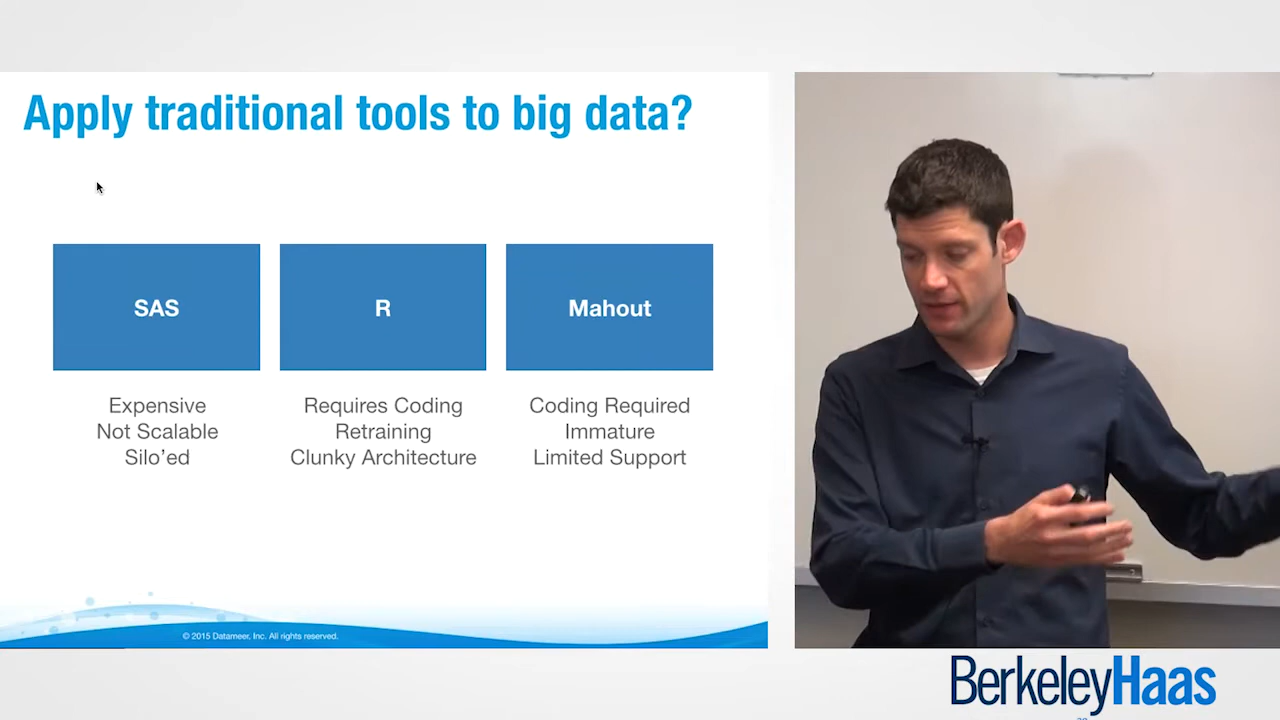 Apply traditional tools to big data?
SAS
R
Mahout
Expensive
Not Scalable
Silo’ed
Requires Coding
Retraining
Clunky Architecture
Coding Required
Immature
Limited Support
© 2015 Datameer, Inc. All rights reserved.
BerkeleyHaas